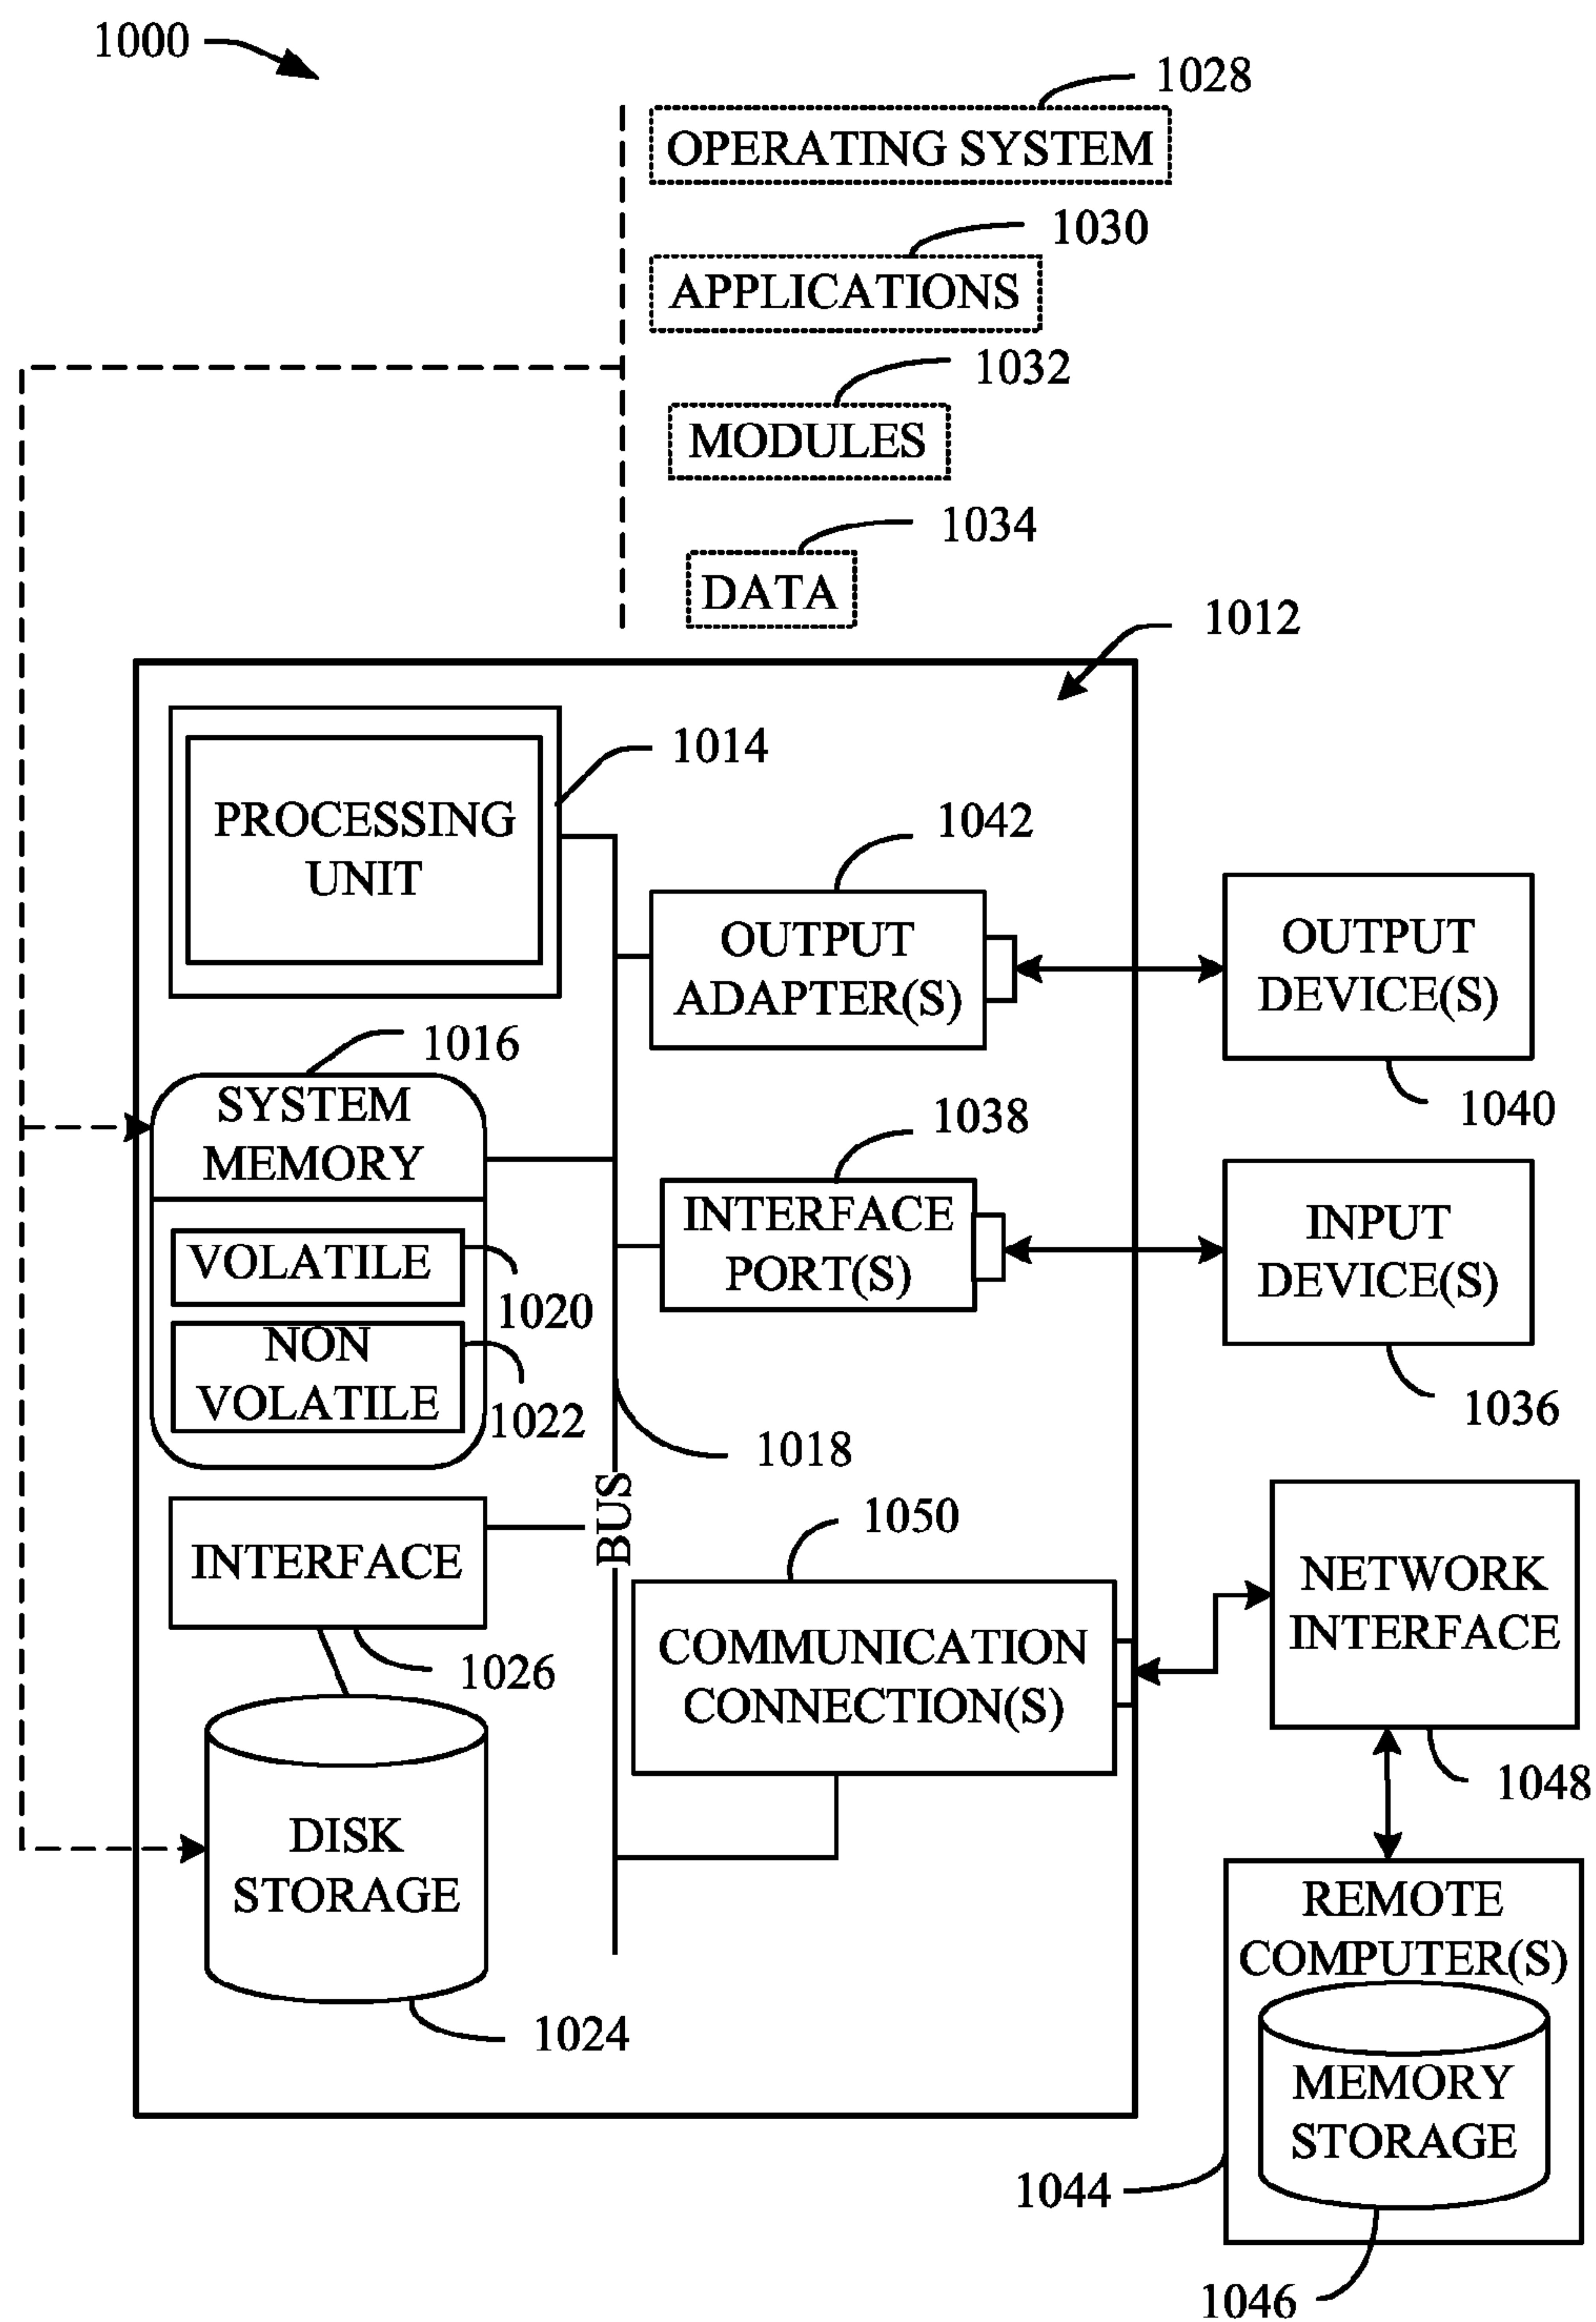 1000
1028
OPERATING SYSTEM
1030
APPLICATIONS
1032
MODULES
1034
DATA
1012
1014
PROCESSING
UNIT
1042
OUTPUT
ADAPTER(S)
OUTPUT
DEVICE(S)
1040
1016
SYSTEM
MEMORY
1038
INTERFACE
PORT(S)
INPUT
DEVICE(S)
1036
VOLATILE
1020
NON
VOLATILE
1022
1018
BUS
INTERFACE
1026
1050
COMMUNICATION
CONNECTION(S)
NETWORK
INTERFACE
1048
DISK
STORAGE
1024
REMOTE
COMPUTER(S)
MEMORY
STORAGE
1044
1046